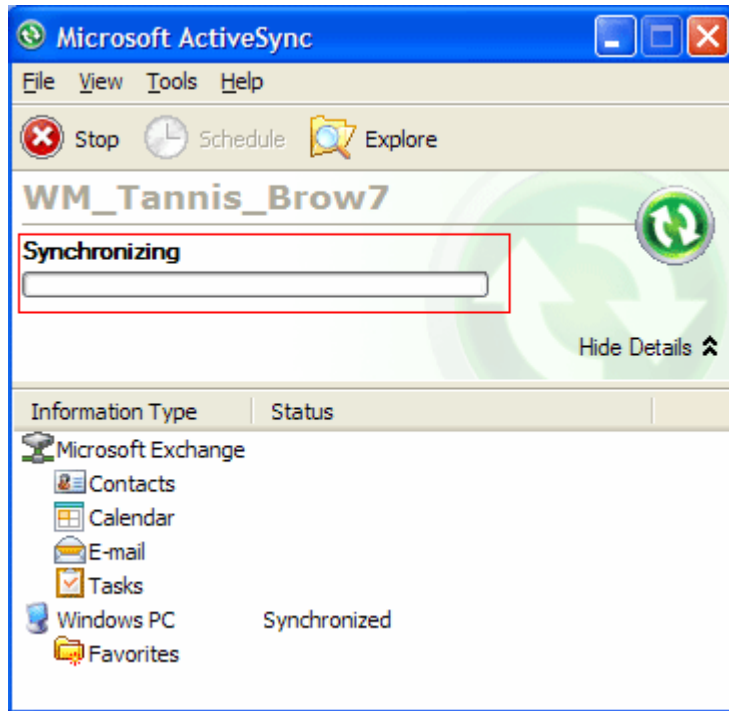 Microsoft ActiveSync
File View Tools Help
Stop Schedule Explore
WM_Tannis_Brow7
Synchronizing
Hide Details
Information Type Status
Microsoft Exchange
Contacts
Calendar
E-mail
Tasks
Windows PC Synchronized
Favorites